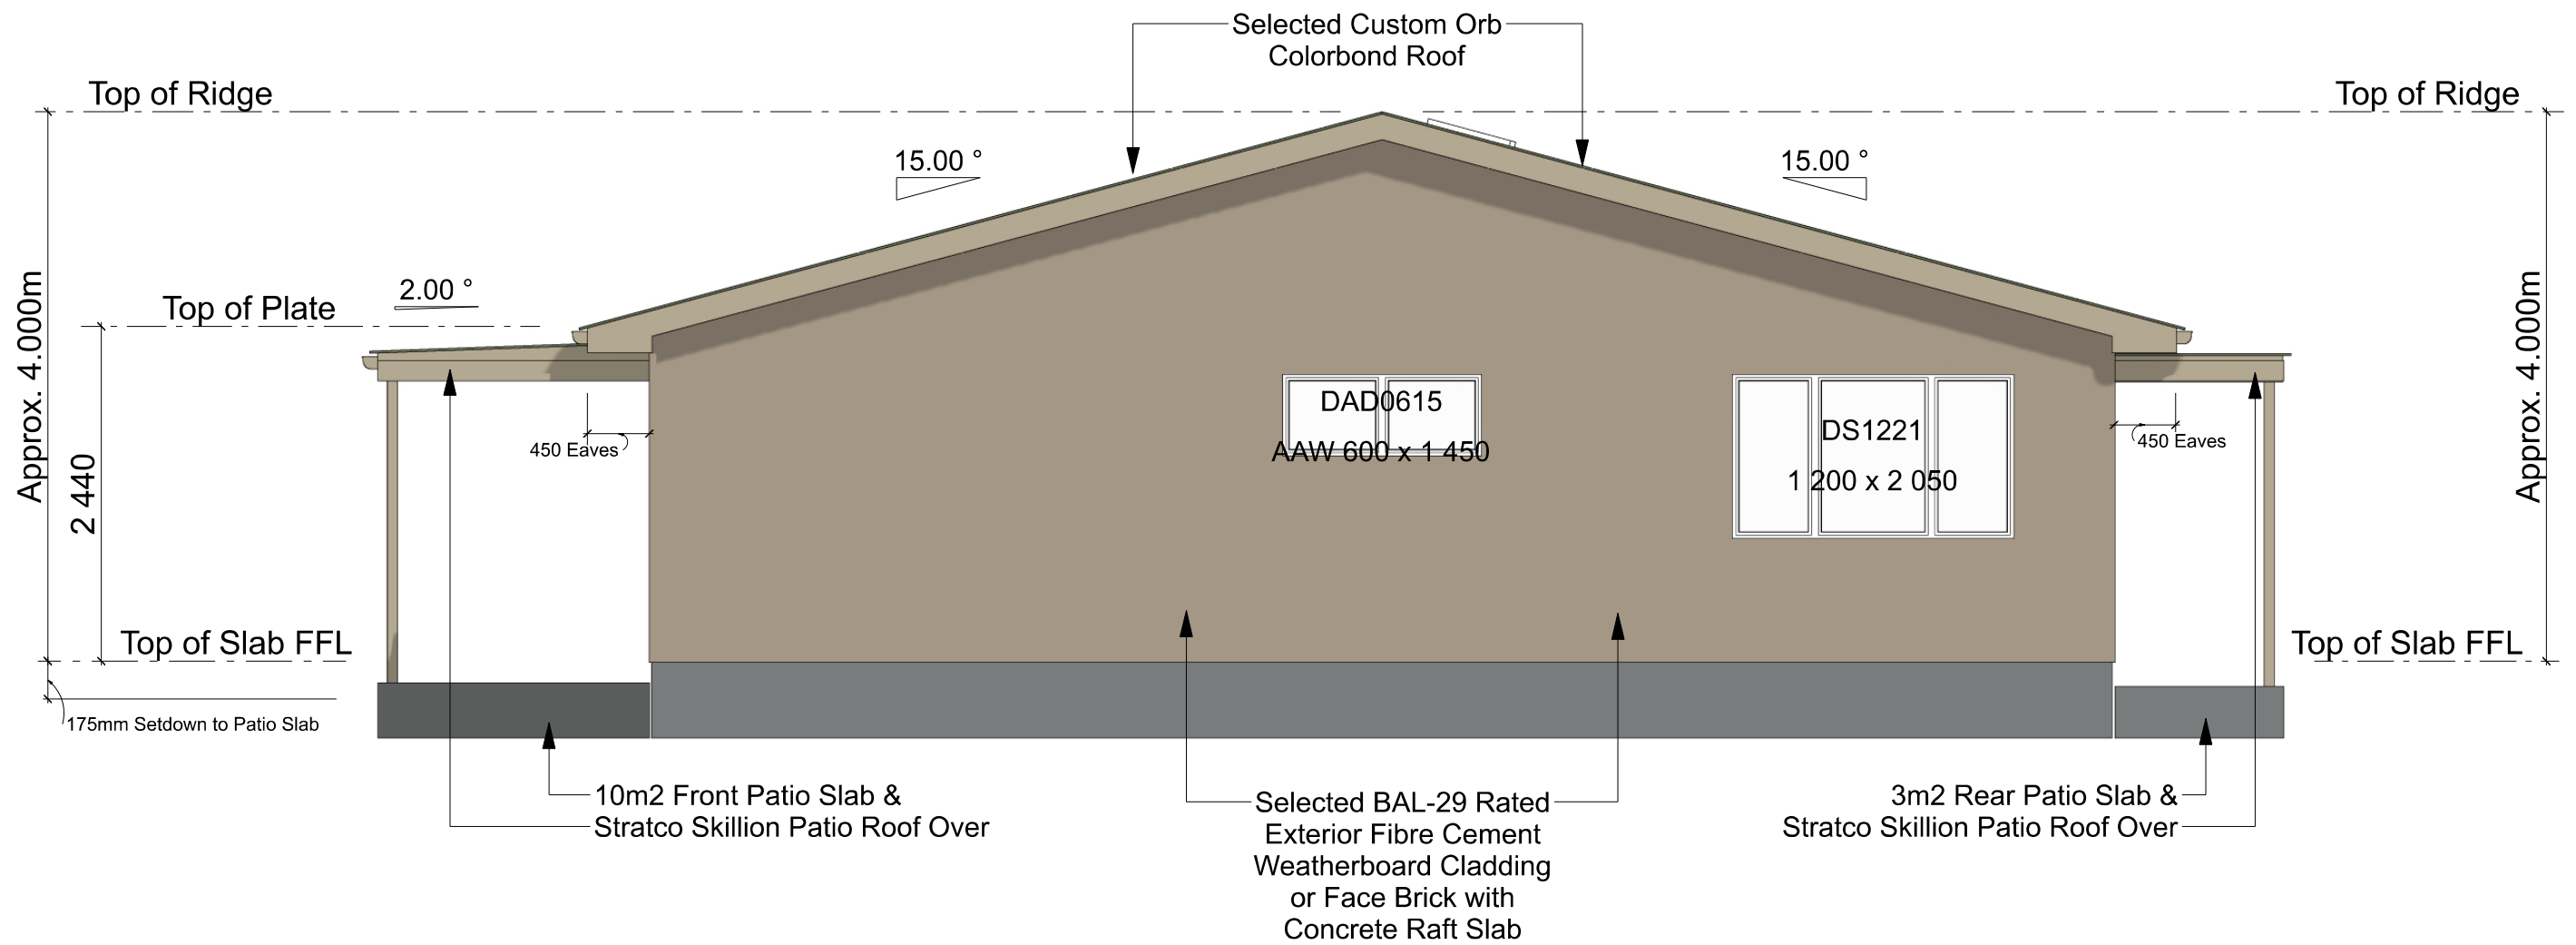 Selected Custom Orb
Colorbond Roof
Top of Ridge
Top of Ridge
15.00 °
15.00 °
2.00 °
Top of Plate
Approx. 4.000m
2 440
Approx. 4.000m
DAD0615
AAW 600 x 1 450
DS1221
1 200 x 2 050
450 Eaves
450 Eaves
Top of Slab FFL
Top of Slab FFL
175mm Setdown to Patio Slab
10m2 Front Patio Slab &
Stratco Skillion Patio Roof Over
Selected BAL-29 Rated
Exterior Fibre Cement
Weatherboard Cladding
or Face Brick with
Concrete Raft Slab
3m2 Rear Patio Slab &
Stratco Skillion Patio Roof Over